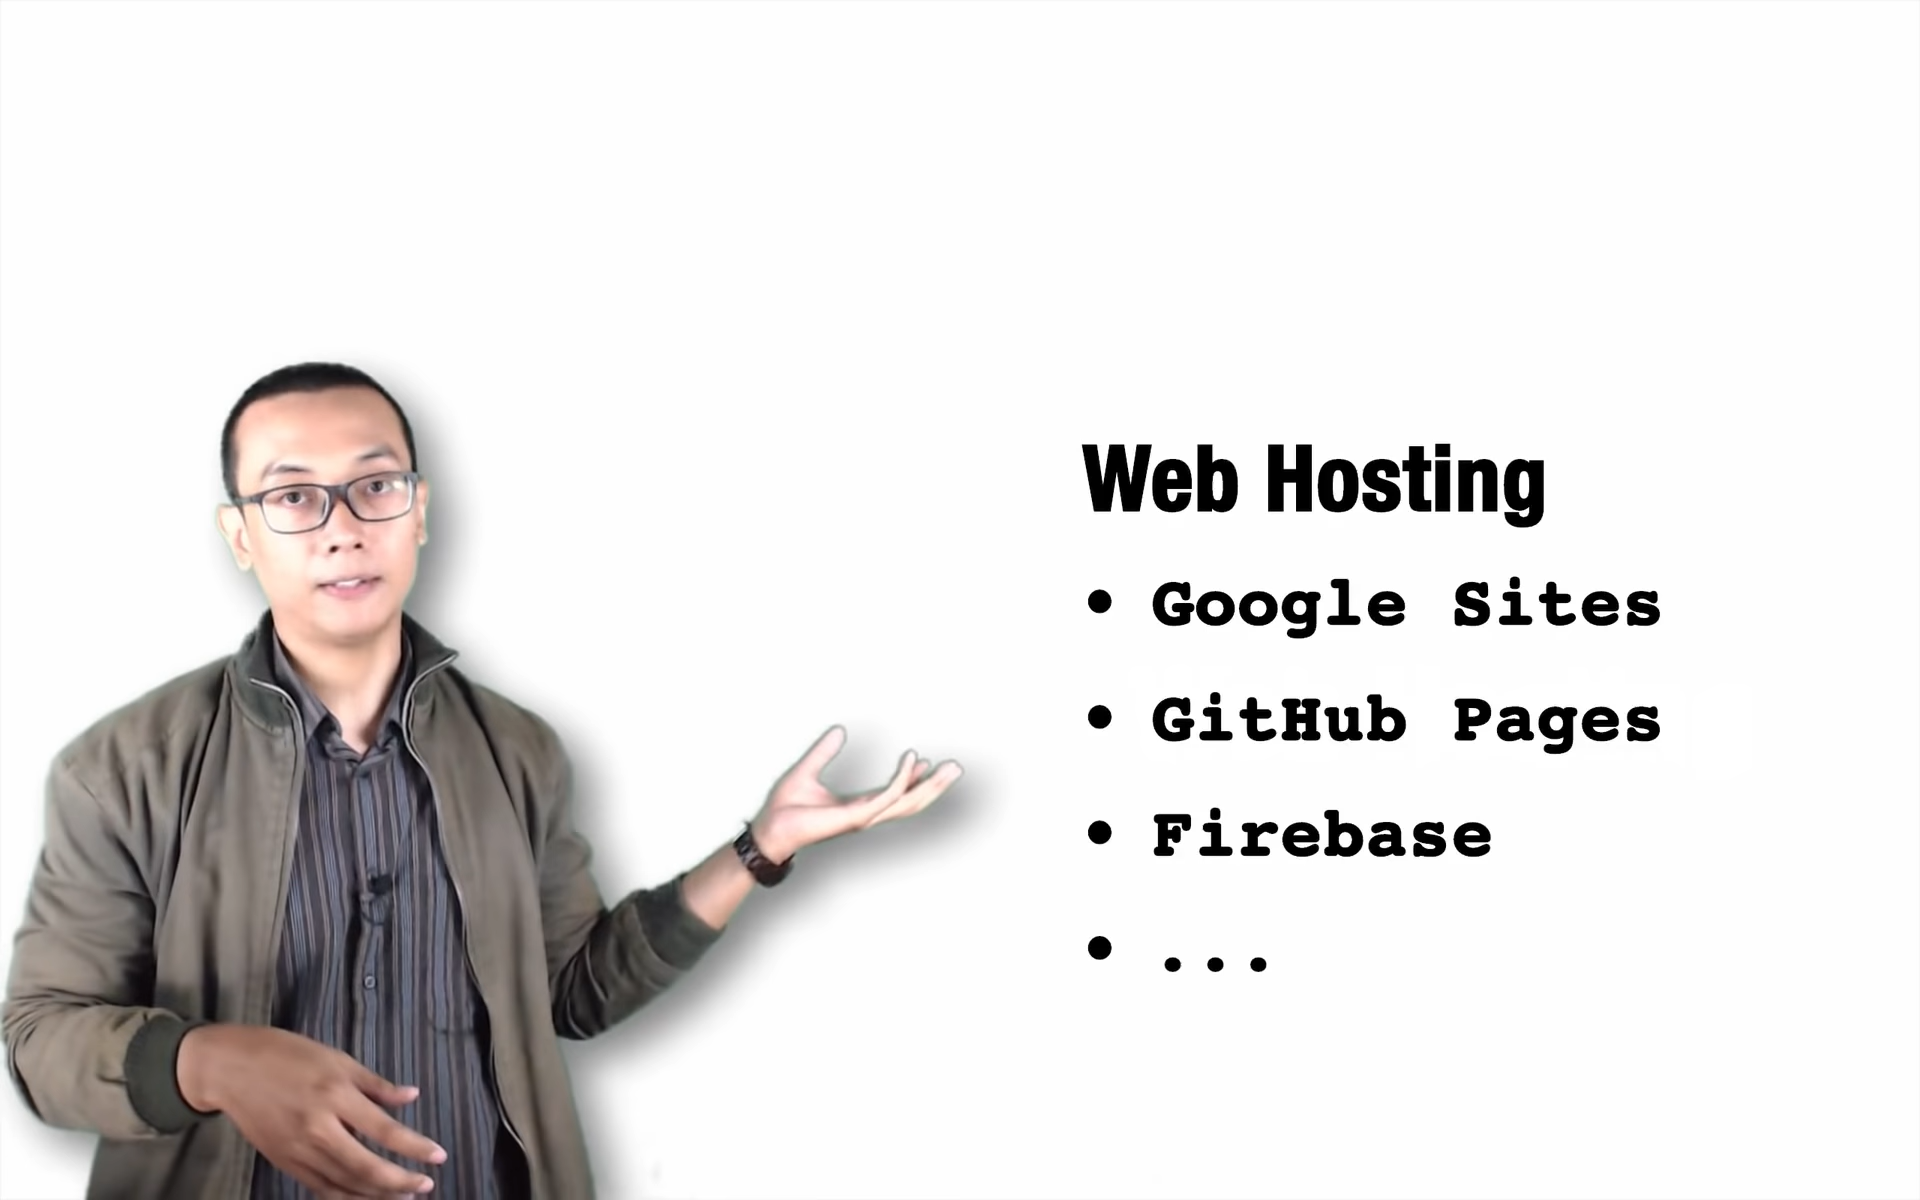 Web Hosting
• Google Sites
• GitHub Pages
• Firebase
• ...